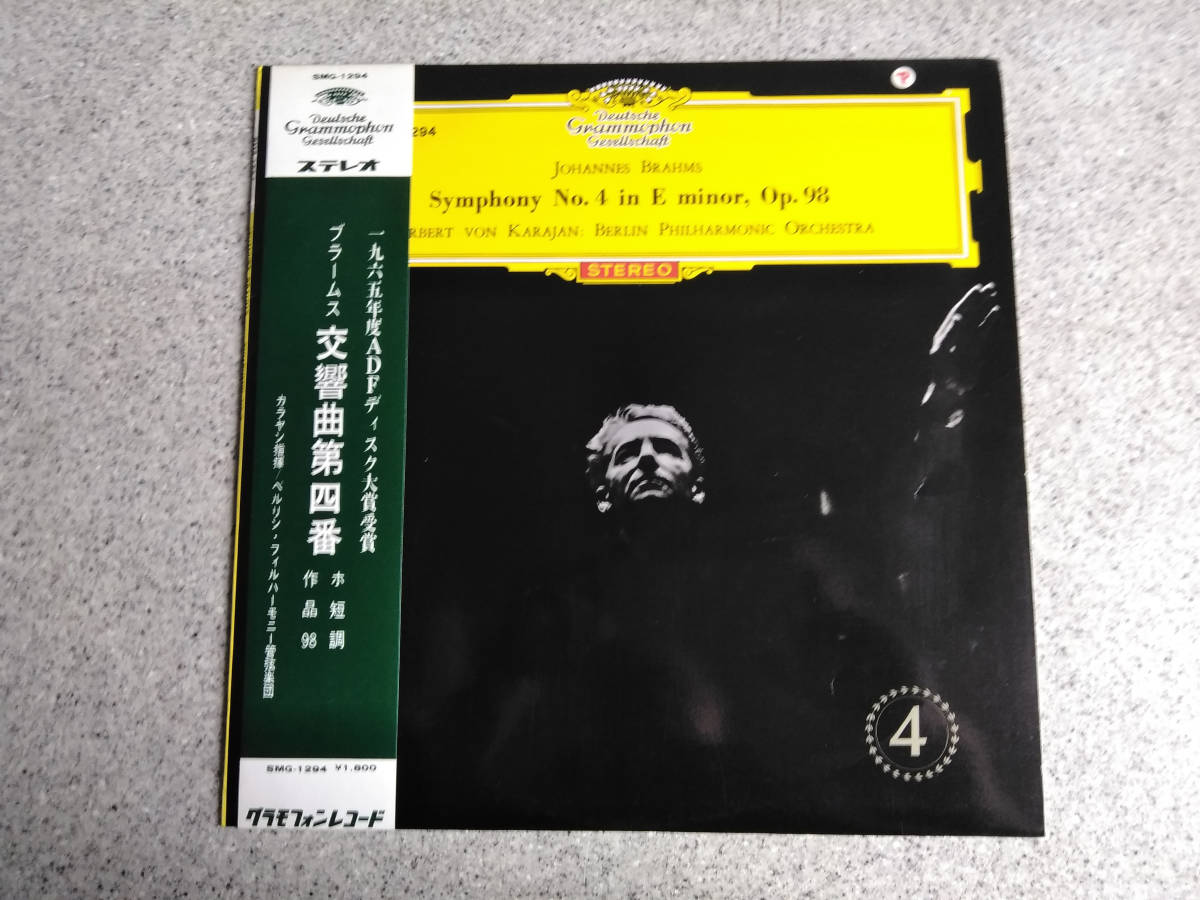 SMG-1294
Deutsche
Grammophon
Gesellschaft
ステレオ
一九六五年度ADFディスク大賞受賞
ブラームス
交響曲第四番
ホ短調
作品98
カラヤン指揮/ベルリン・フィルハーモニー管弦楽団
SMG-1294 ¥1,800
グラモフォンレコード
294
Deutsche
Grammophon
Gesellschaft
JOHANNES BRAHMS
Symphony No. 4 in E minor, Op. 98
RBERT VON KARAJAN: BERLIN PHILHARMONIC ORCHESTRA
STEREO
4